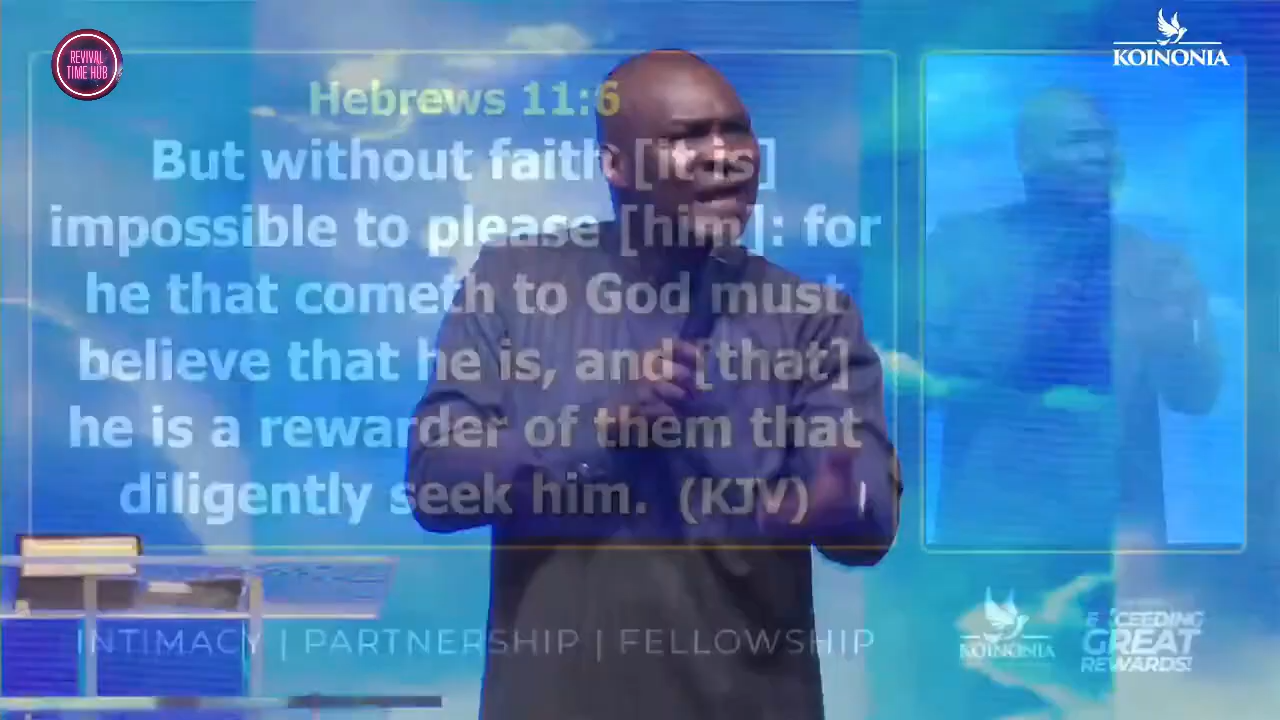 REVIVAL
TIME HUB
KOINONIA
Hebrews 11:6
But without faith [it is]
impossible to please [him]: for
he that cometh to God must
believe that he is, and [that]
he is a rewarder of them that
diligently seek him. (KJV)
INTIMACY | PARTNERSHIP | FELLOWSHIP
KOINONIA
EXCEEDING
GREAT
REWARDS!